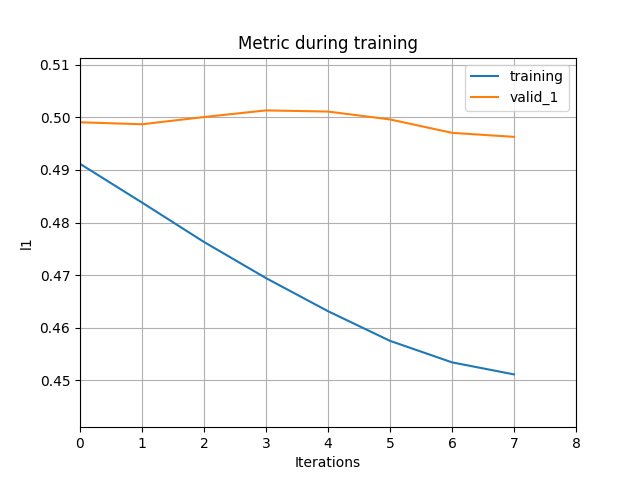 Metric during training
0.51
0.50
0.49
0.48
0.47
0.46
0.45
l1
training
valid_1
0 1 2 3 4 5 6 7 8
Iterations